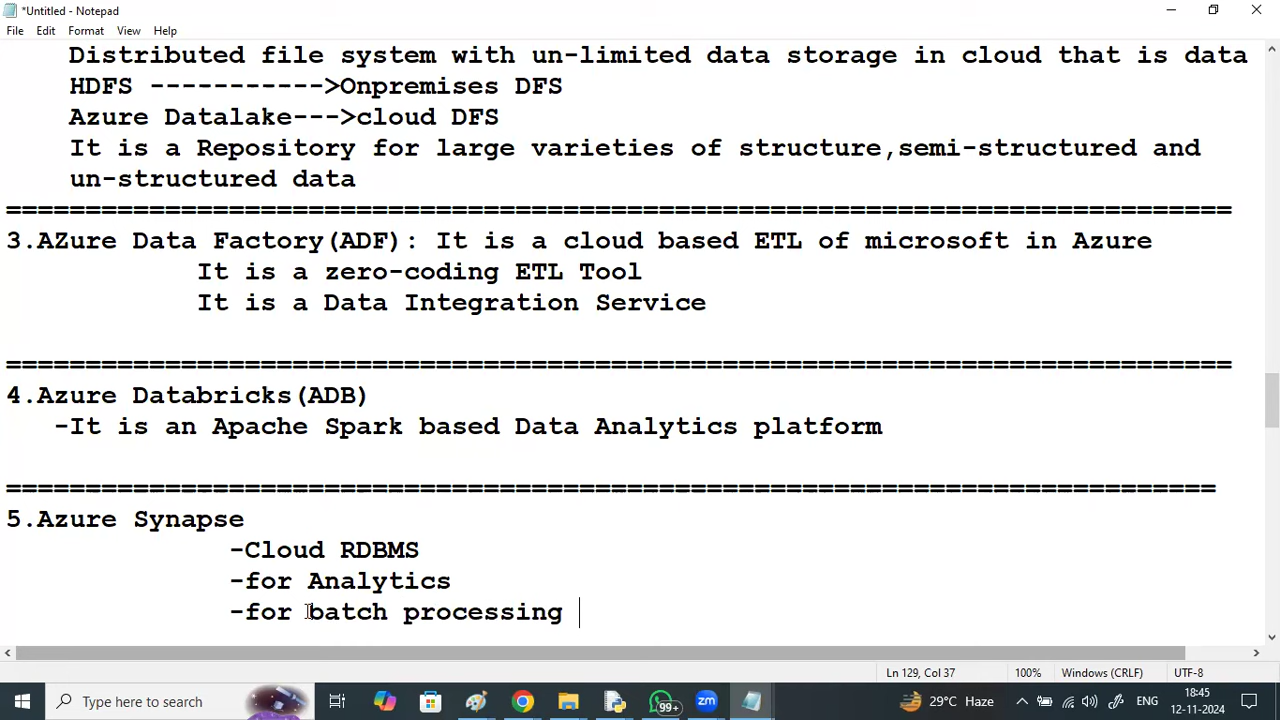 *Untitled - Notepad
File Edit Format View Help
Distributed file system with un-limited data storage in cloud that is data
HDFS ----------->Onpremises DFS
Azure Datalake--->cloud DFS
It is a Repository for large varieties of structure,semi-structured and
un-structured data
=============================================================================
3.AZure Data Factory(ADF): It is a cloud based ETL of microsoft in Azure
It is a zero-coding ETL Tool
It is a Data Integration Service
=============================================================================
4.Azure Databricks(ADB)
-It is an Apache Spark based Data Analytics platform
============================================================================
5.Azure Synapse
-Cloud RDBMS
-for Analytics
-for batch processing
Ln 129, Col 37 100% Windows (CRLF) UTF-8
Type here to search 99+ zm 29°C Haze ENG 18:45
12-11-2024